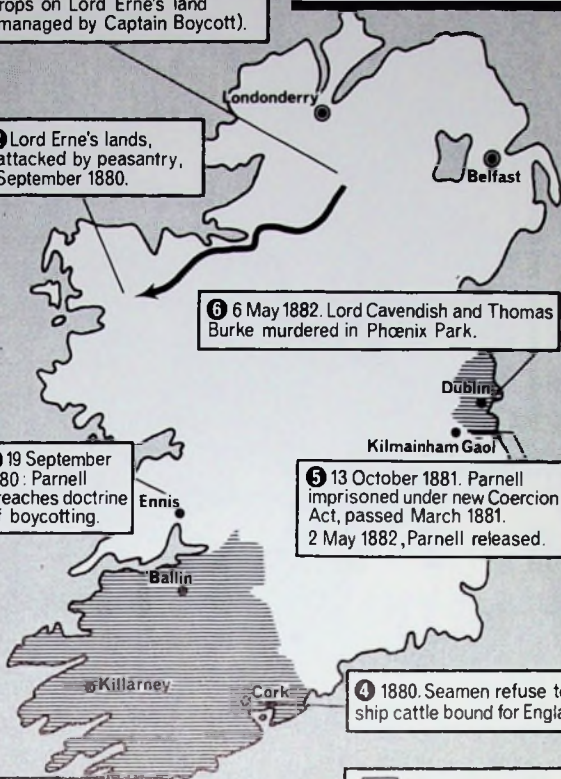 rops on Lord Erne's land
managed by Captain Boycott).
Londonderry
Lord Erne's lands,
attacked by peasantry,
September 1880.
Belfast
6 6 May 1882. Lord Cavendish and Thomas
Burke murdered in Phœnix Park.
Dublin
Kilmainham Gaol
19 September
80: Parnell
reaches doctrine
f boycotting.
Ennis
5 13 October 1881. Parnell
imprisoned under new Coercion
Act, passed March 1881.
2 May 1882, Parnell released.
Ballin
Killarney
Cork
4 1880. Seamen refuse t
ship cattle bound for Engla